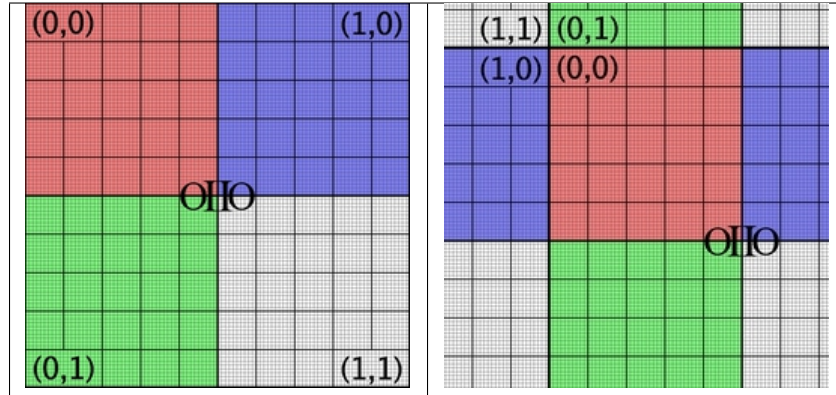 (0,0) (1,0)
OHO
(0,1) (1,1)
(1,1) (0,1)
(1,0) (0,0)
OHO